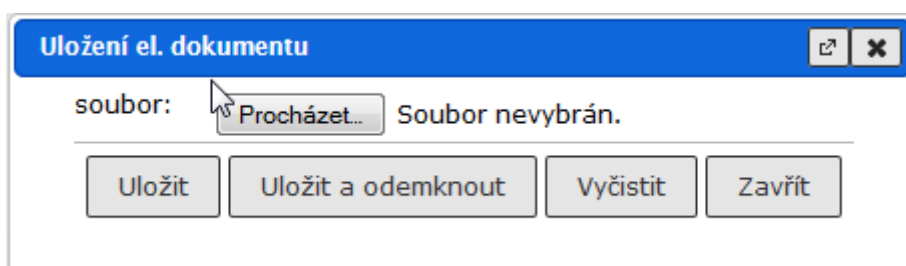 Uložení el. dokumentu
soubor: Procházet... Soubor nevybrán.
Uložit Uložit a odemknout Vyčistit Zavřít